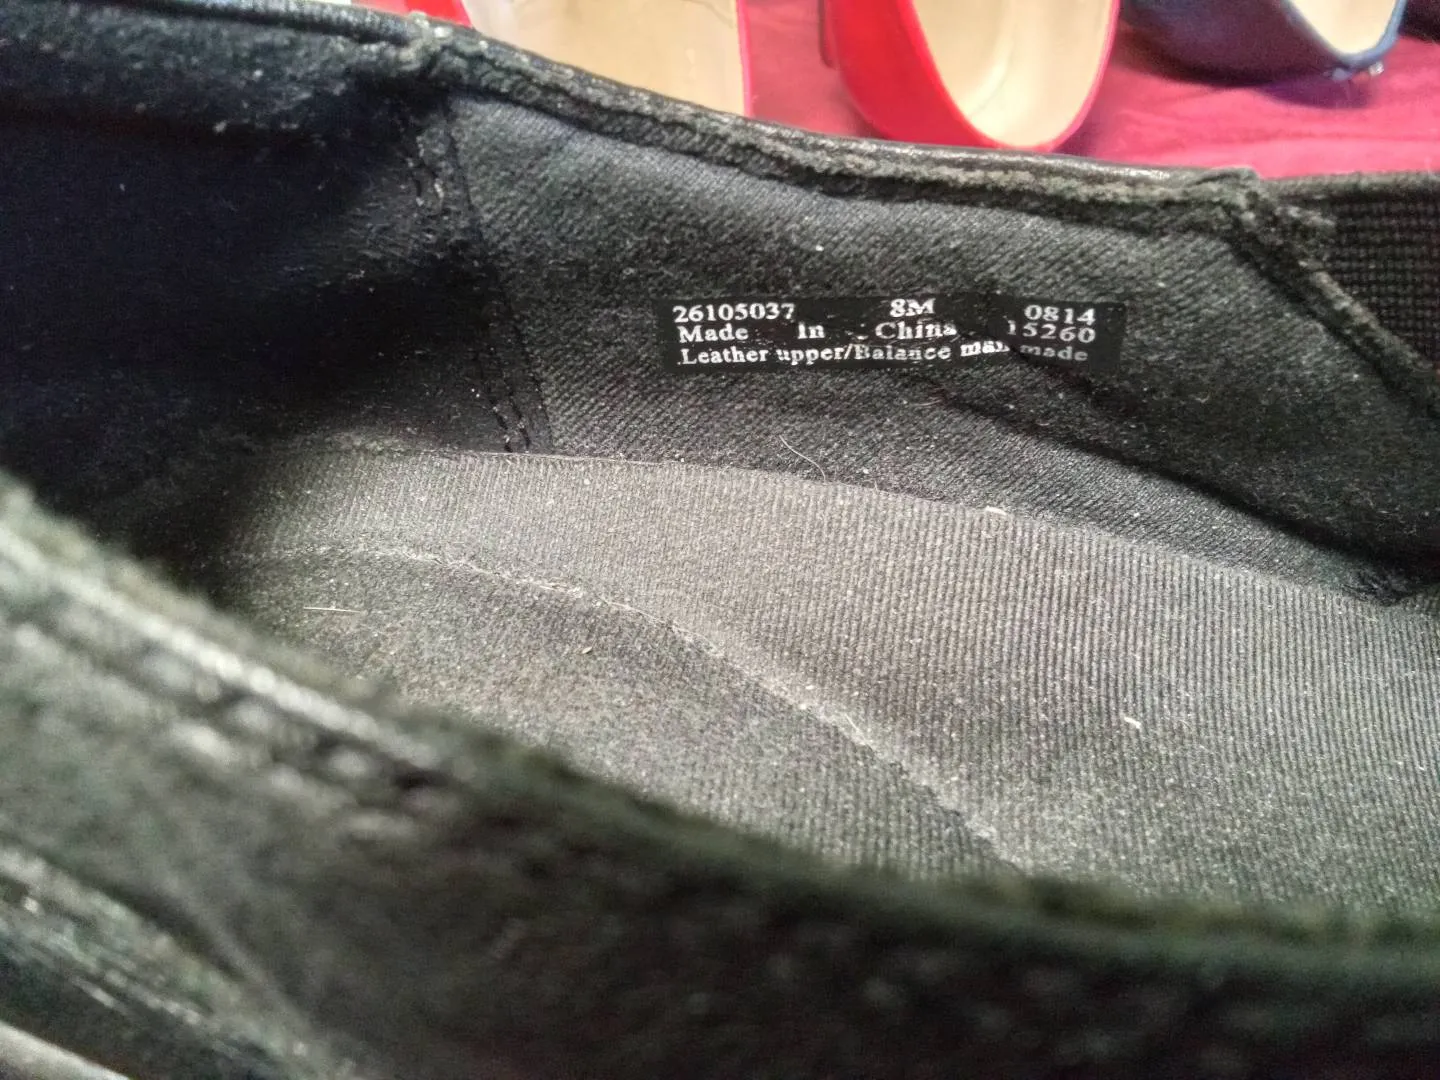 26105037 8M 0814
Made In China 15260
Leather upper/Balance man made